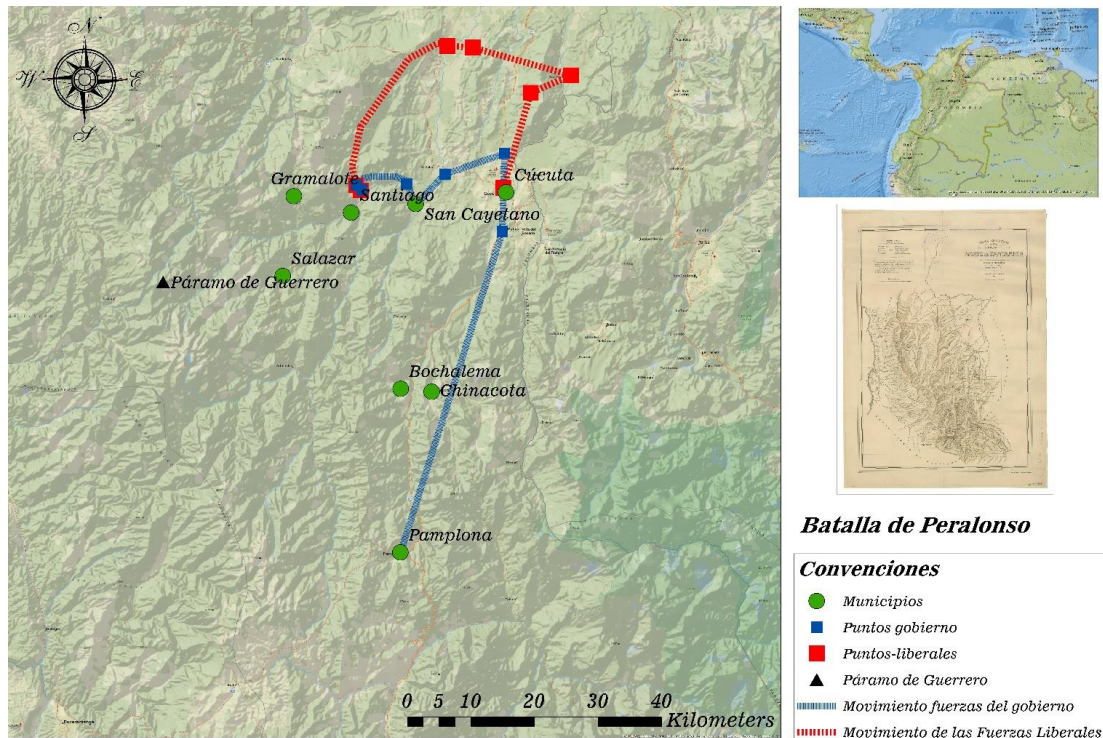 N
W
E
S
Gramalote
Santiago
Cúcuta
San Cayetano
Salazar
Páramo de Guerrero
Bochalema
Chinacota
Pamplona
0 5 10 20 30 40
Kilometers
COLOMBIA
VENEZUELA
Batalla de Peralonso
Convenciones
Municipios
Puntos gobierno
Puntos-liberales
Páramo de Guerrero
Movimiento fuerzas del gobierno
Movimiento de las Fuerzas Liberales